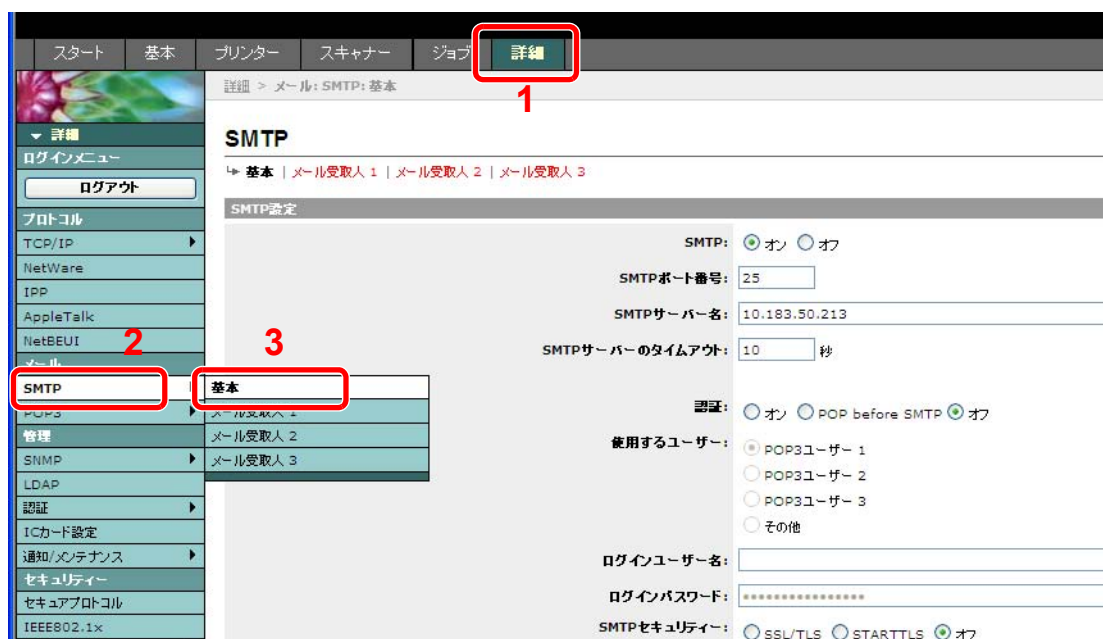 スタート 基本 プリンター スキャナー ジョブ 詳細
1
詳細 > メール: SMTP: 基本
詳細
ログインメニュー
ログアウト
プロトコル
TCP/IP
NetWare
IPP
AppleTalk
NetBEUI
2
メール
SMTP
POP3
管理
SNMP
LDAP
認証
ICカード設定
通知/メンテナンス
セキュリティー
セキュアプロトコル
IEEE802.1x
3
基本
メール受取人 1
メール受取人 2
メール受取人 3
SMTP
基本 | メール受取人 1 | メール受取人 2 | メール受取人 3
SMTP設定
SMTP: オン オフ
SMTPポート番号: 25
SMTPサーバー名: 10.183.50.213
SMTPサーバーのタイムアウト: 10 秒
認証: オン POP before SMTP オフ
使用するユーザー: POP3ユーザー 1
POP3ユーザー 2
POP3ユーザー 3
その他
ログインユーザー名:
ログインパスワード: ••••••••••••••••
SMTPセキュリティー: SSL/TLS STARTTLS オフ